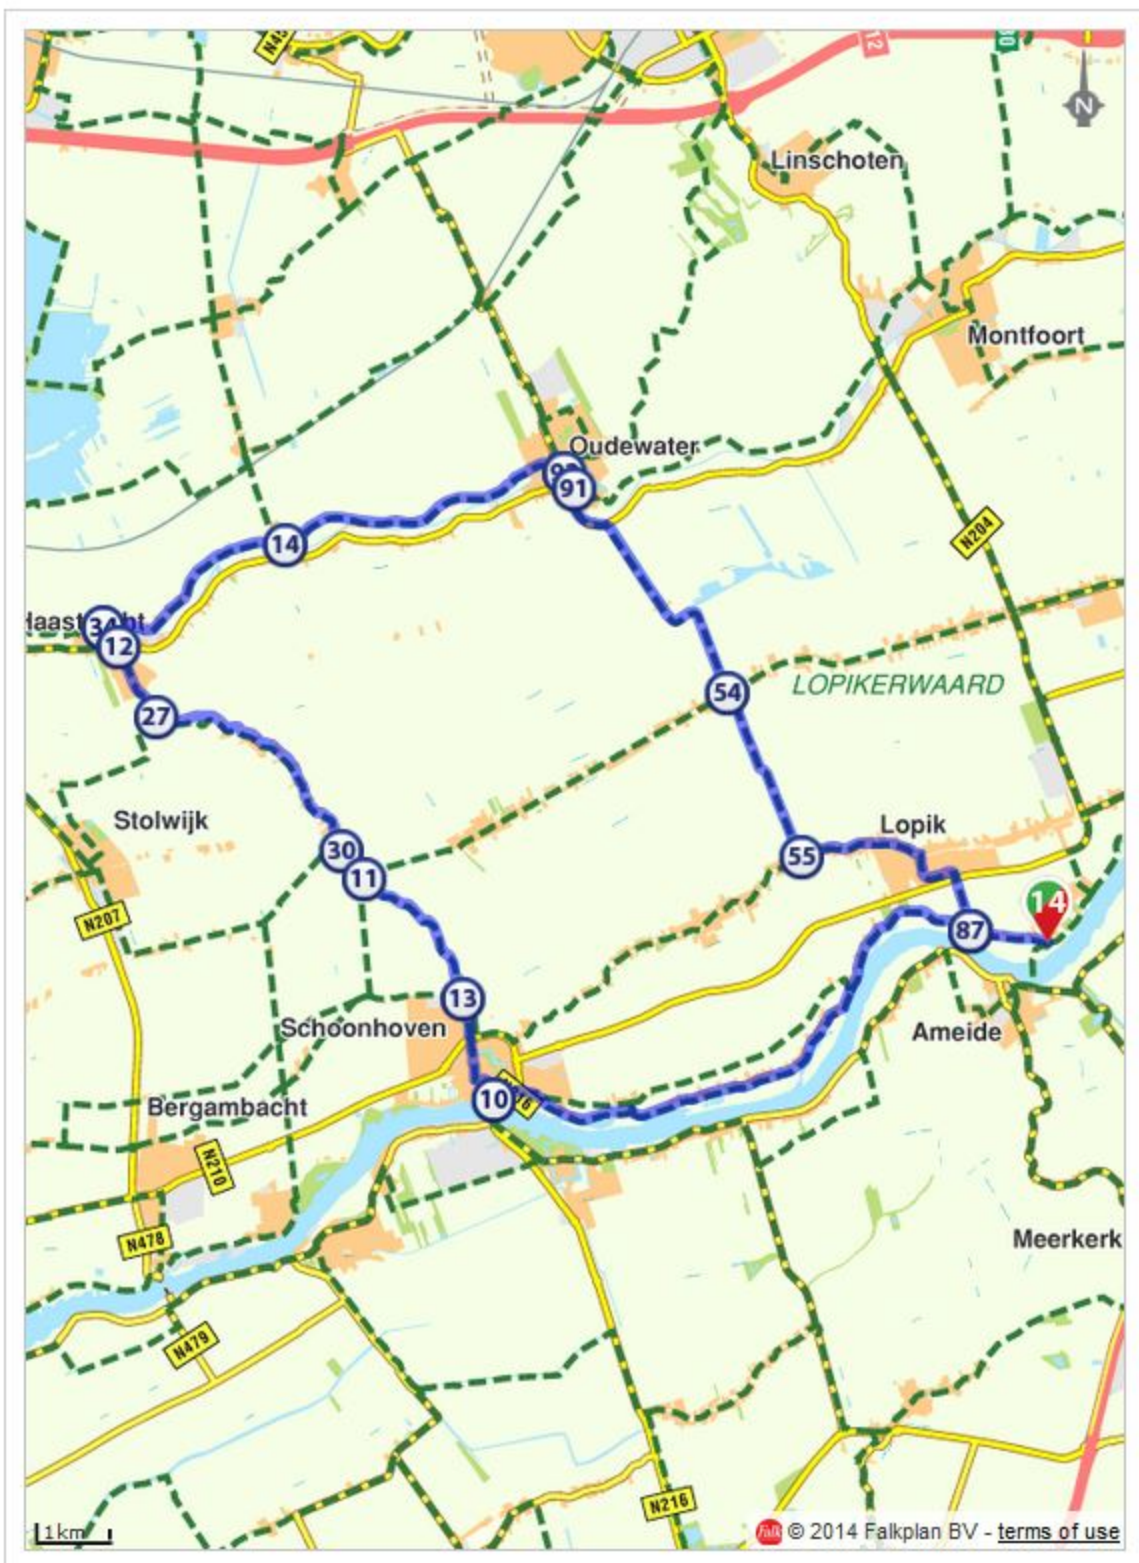 12
Linschoten
N
Montfoort
Oudewater
91
14
N204
12
27
54
LOPIKERWAARD
Stolwijk
Lopik
30
55
11
14
N207
87
13
Schoonhoven
Ameide
10
Bergambacht
N210
N478
Meerkerk
N479
N216
1km
© 2014 Falkplan BV - terms of use